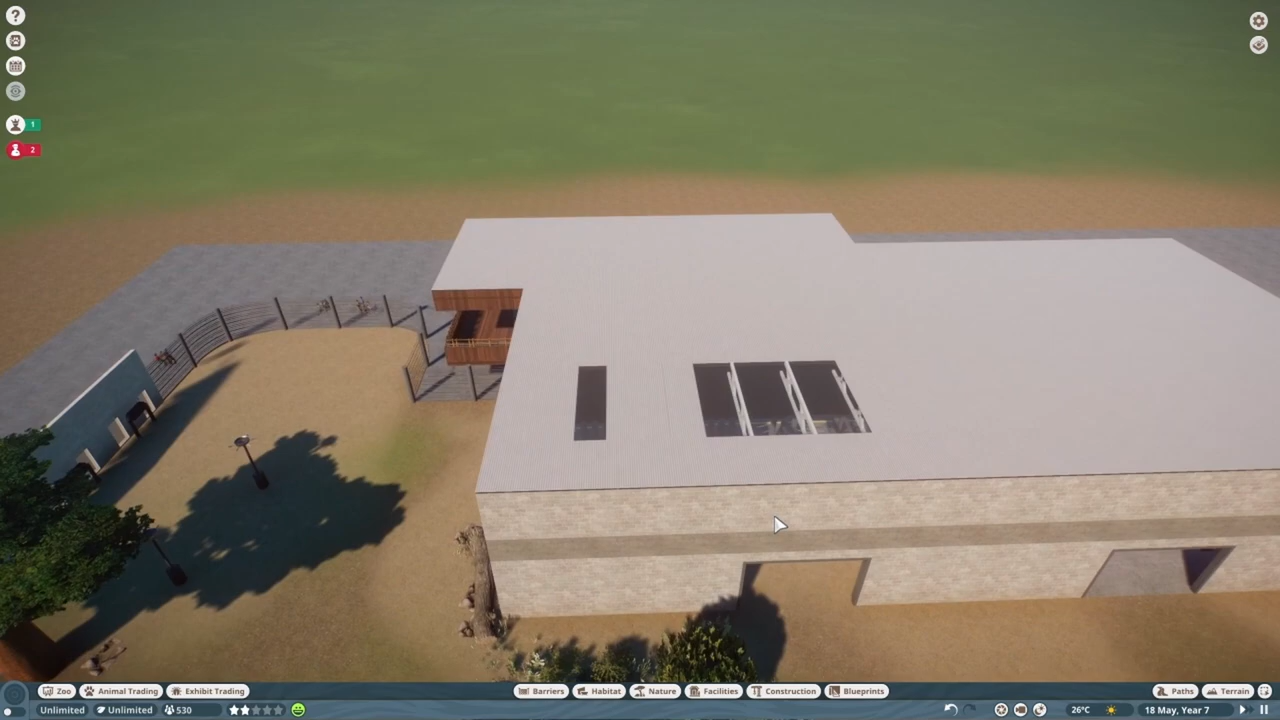 ?
1
2
Zoo Animal Trading Exhibit Trading Barriers Habitat Nature Facilities Construction Blueprints Paths Terrain
Unlimited Unlimited 530 26°C 18 May, Year 7